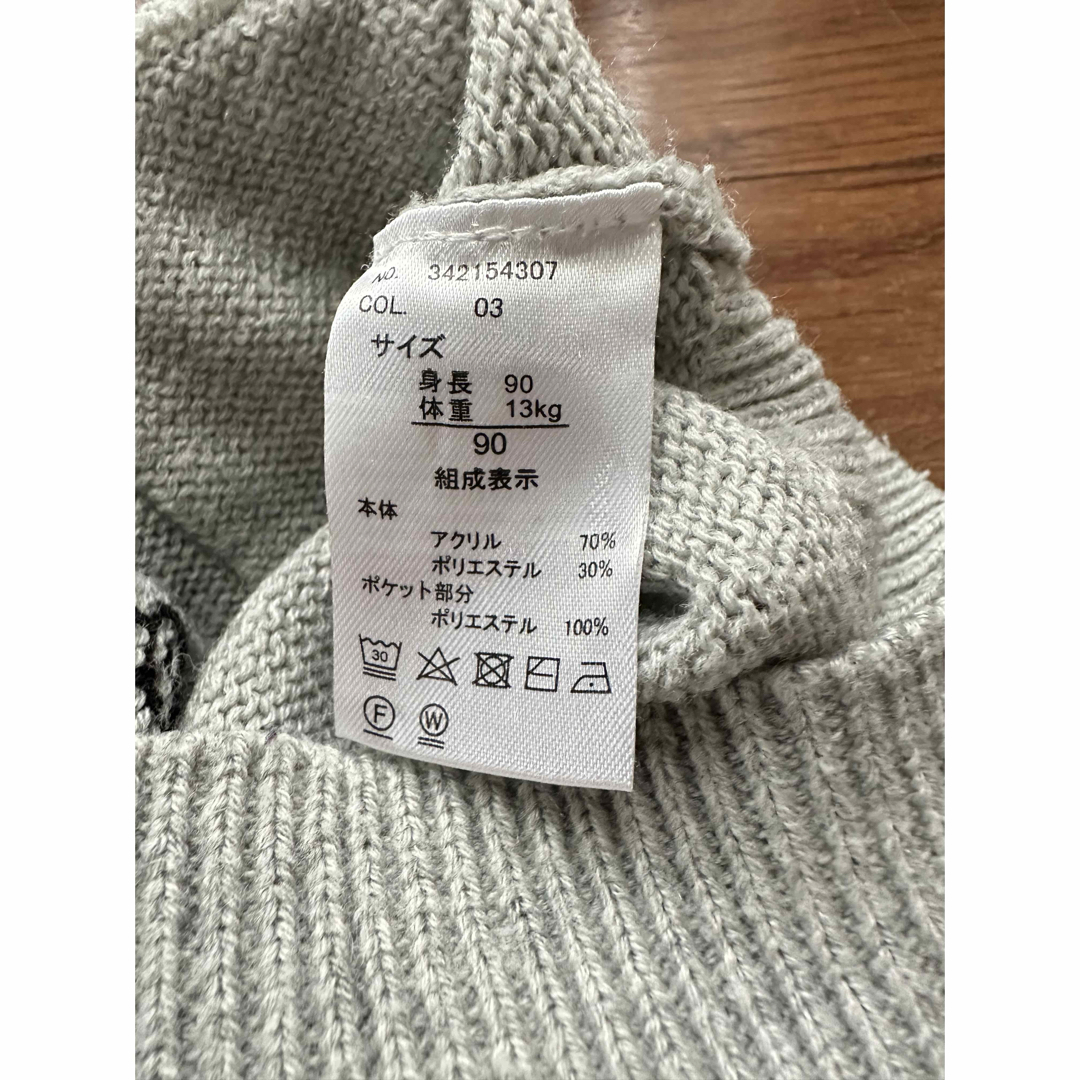 NO. 342154307
COL. 03
サイズ
身長 90
体重 13kg
90
組成表示
本体
アクリル 70%
ポリエステル 30%
ポケット部分
ポリエステル 100%
30
F W